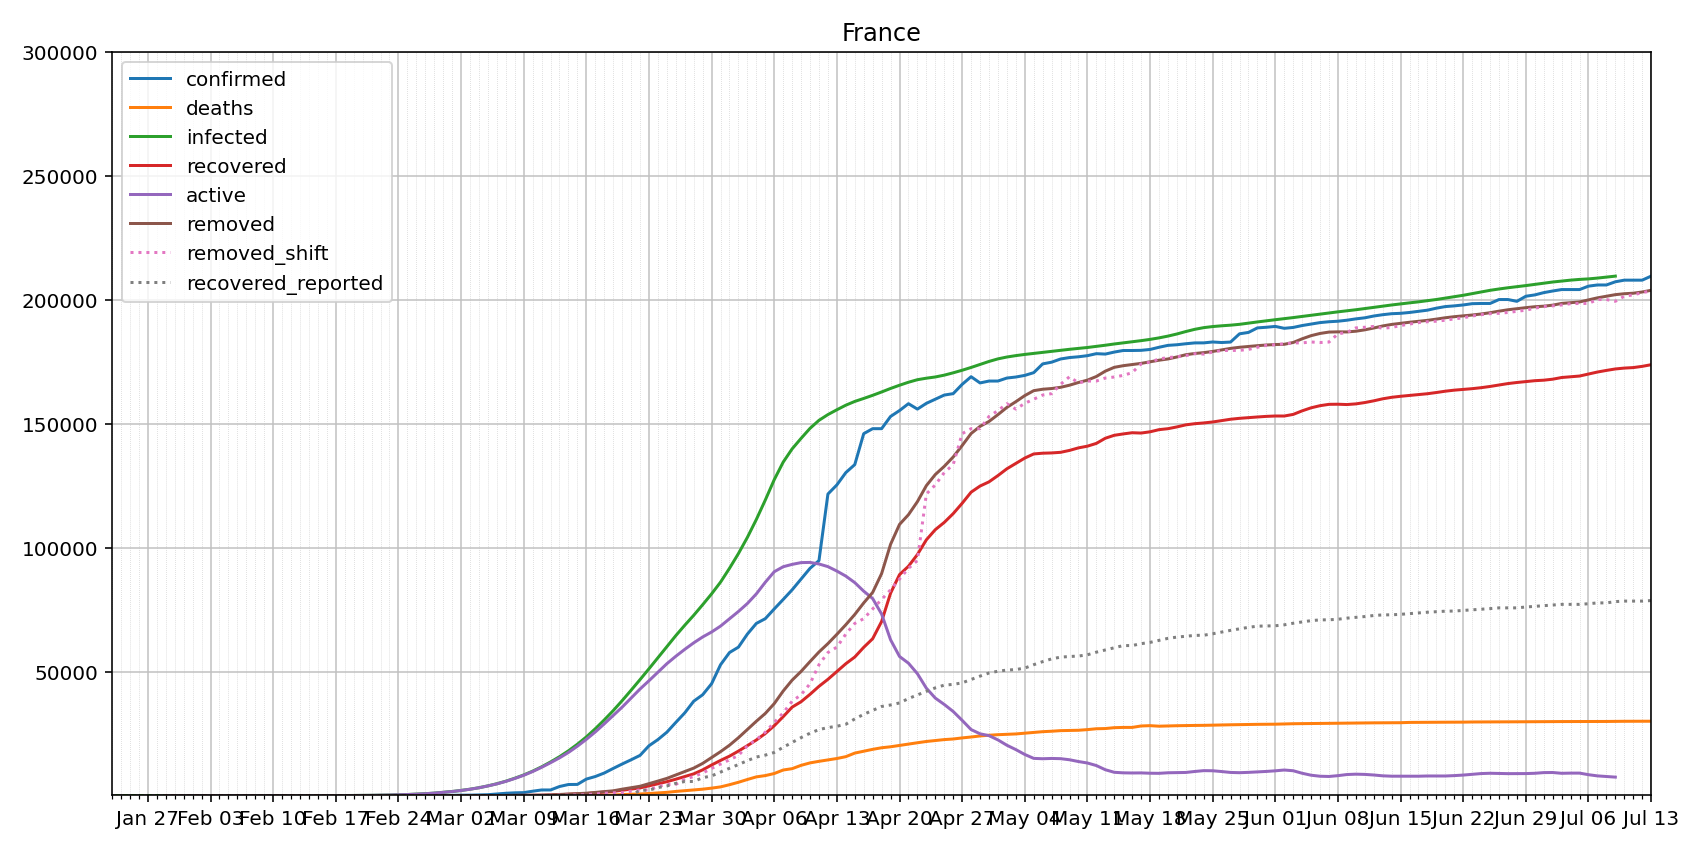 France
300000
250000
200000
150000
100000
50000
confirmed
deaths
infected
recovered
active
removed
removed_shift
recovered_reported
Jan 27 Feb 03 Feb 10 Feb 17 Feb 24 Mar 02 Mar 09 Mar 16 Mar 23 Mar 30 Apr 06 Apr 13 Apr 20 Apr 27 May 04 May 11 May 18 May 25 Jun 01 Jun 08 Jun 15 Jun 22 Jun 29 Jul 06 Jul 13